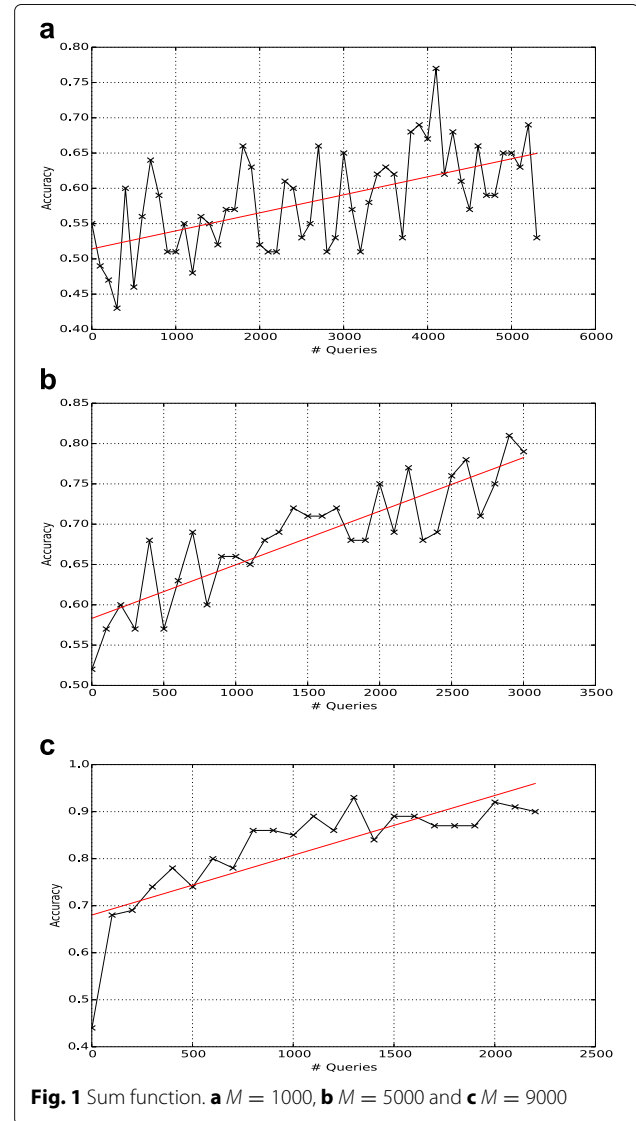 a
0.80
0.75
0.70
0.65
0.60
0.55
0.50
0.45
0.40
Accuracy
0 1000 2000 3000 4000 5000 6000
# Queries
b
0.85
0.80
0.75
0.70
0.65
0.60
0.55
0.50
Accuracy
0 500 1000 1500 2000 2500 3000 3500
# Queries
c
1.0
0.9
0.8
0.7
0.6
0.5
0.4
Accuracy
0 500 1000 1500 2000 2500
# Queries
Fig. 1 Sum function. a M = 1000, b M = 5000 and c M = 9000